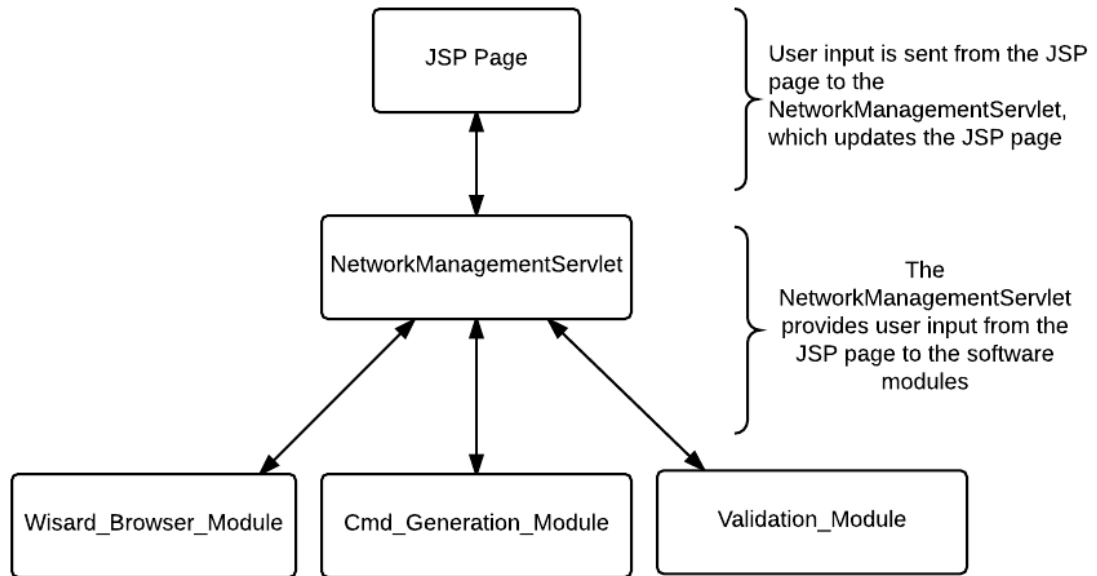 JSP Page
User input is sent from the JSP
page to the
NetworkManagementServlet,
which updates the JSP page
NetworkManagementServlet
The
NetworkManagementServlet
provides user input from the
JSP page to the software
modules
Wisard_Browser_Module
Cmd_Generation_Module
Validation_Module